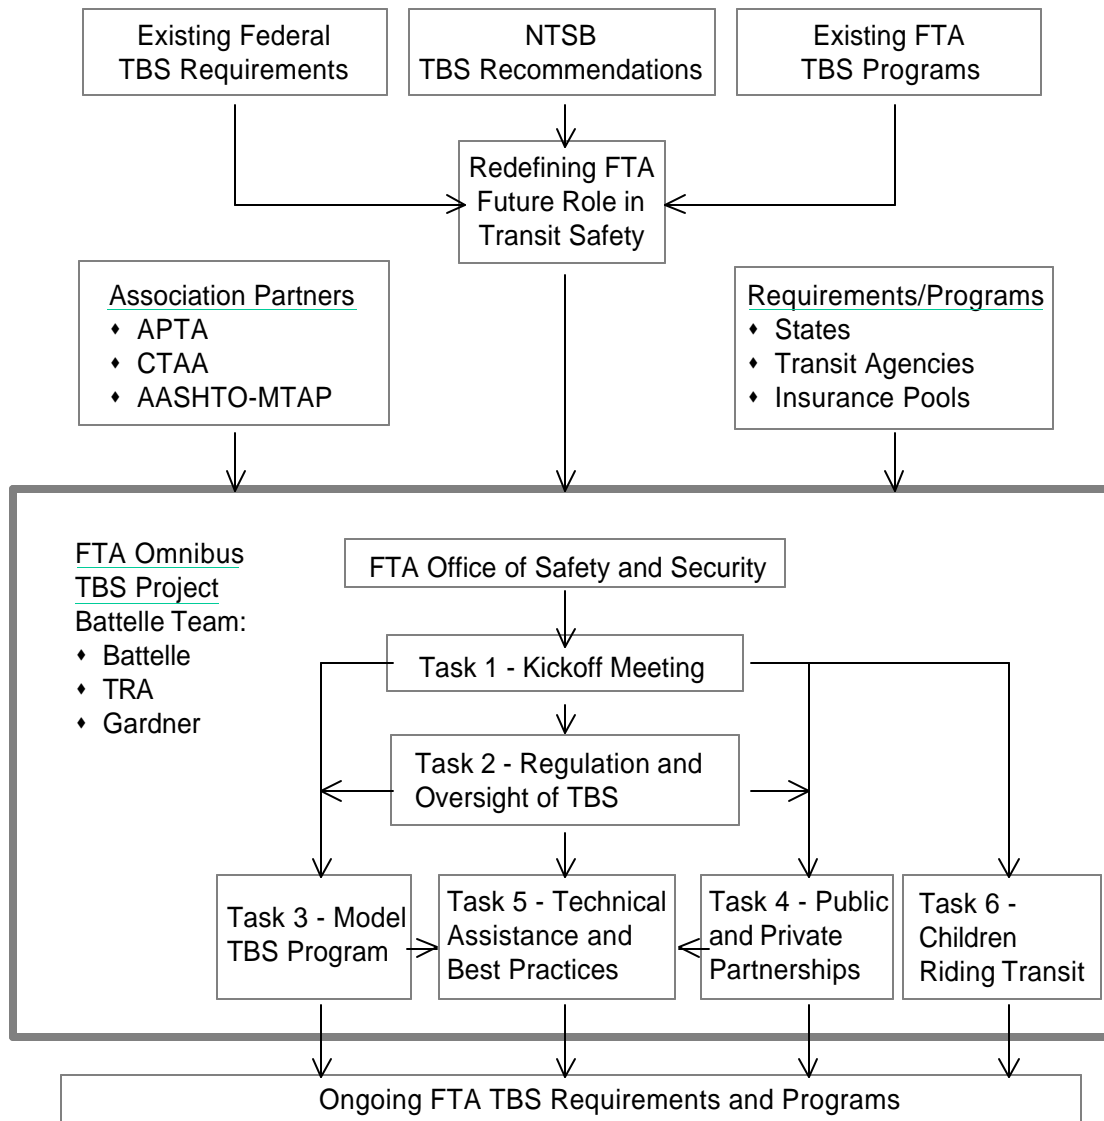 Existing Federal
TBS Requirements
NTSB
TBS Recommendations
Existing FTA
TBS Programs
Redefining FTA
Future Role in
Transit Safety
Association Partners
♦ APTA
♦ CTAA
♦ AASHTO-MTAP
Requirements/Programs
♦ States
♦ Transit Agencies
♦ Insurance Pools
FTA Omnibus
TBS Project
Battelle Team:
♦ Battelle
♦ TRA
♦ Gardner
FTA Office of Safety and Security
Task 1 - Kickoff Meeting
Task 2 - Regulation and
Oversight of TBS
Task 3 - Model
TBS Program
Task 5 - Technical
Assistance and
Best Practices
Task 4 - Public
and Private
Partnerships
Task 6 -
Children
Riding Transit
Ongoing FTA TBS Requirements and Programs